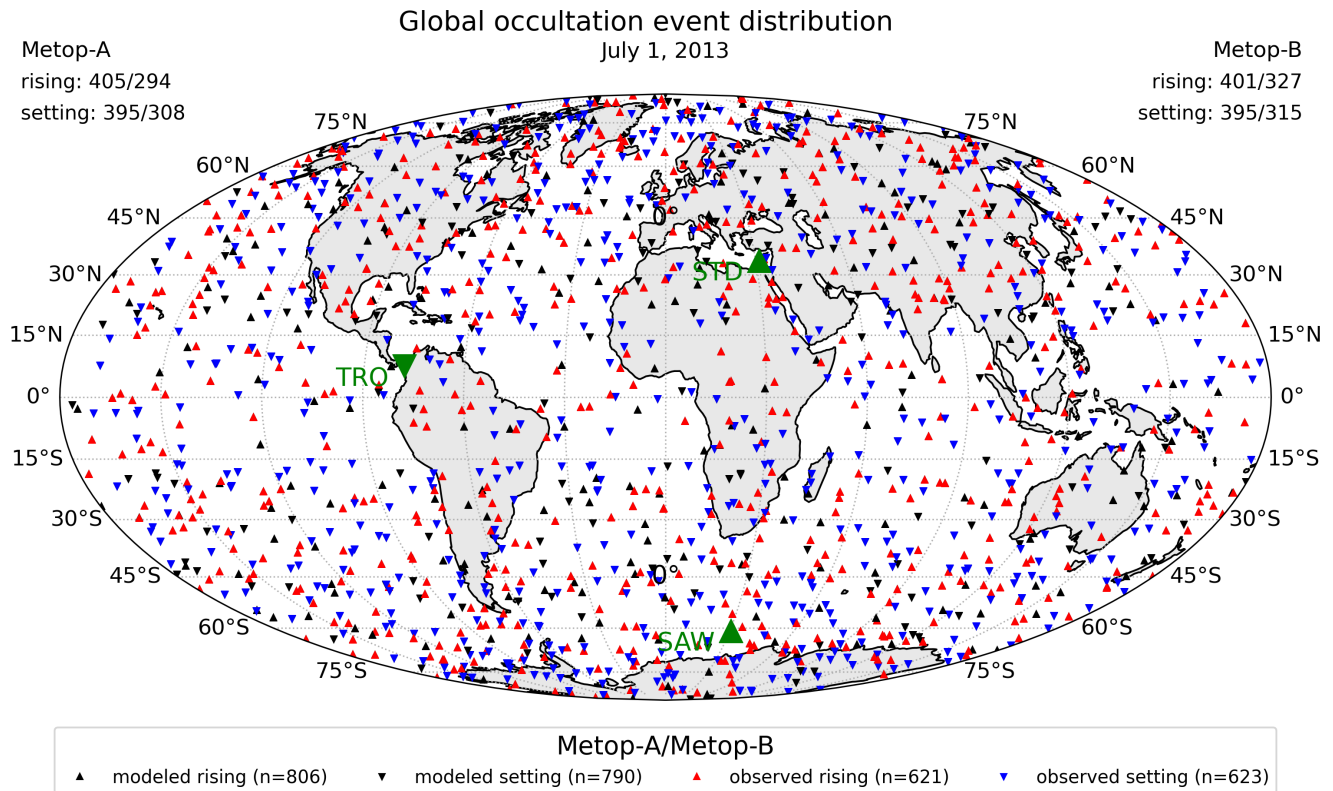 Global occultation event distribution
July 1, 2013
Metop-A
rising: 405/294
setting: 395/308
Metop-B
rising: 401/327
setting: 395/315
75°N
75°N
60°N
60°N
45°N
0°
45°N
30°N
STD
30°N
15°N
15°N
TRO
0°
0°
15°S
15°S
30°S
30°S
45°S
0°
45°S
60°S
SAW
60°S
75°S
75°S
Metop-A/Metop-B
modeled rising (n=806)
modeled setting (n=790)
observed rising (n=621)
observed setting (n=623)